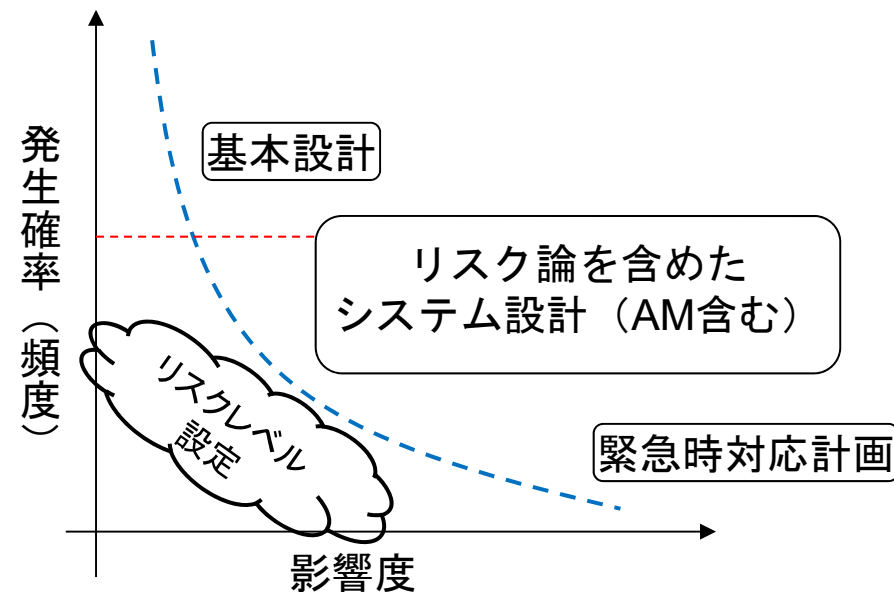 発生確率（頻度）
基本設計
リスク論を含めた
システム設計（AM含む）
リスクレベル
設定
緊急時対応計画
影響度